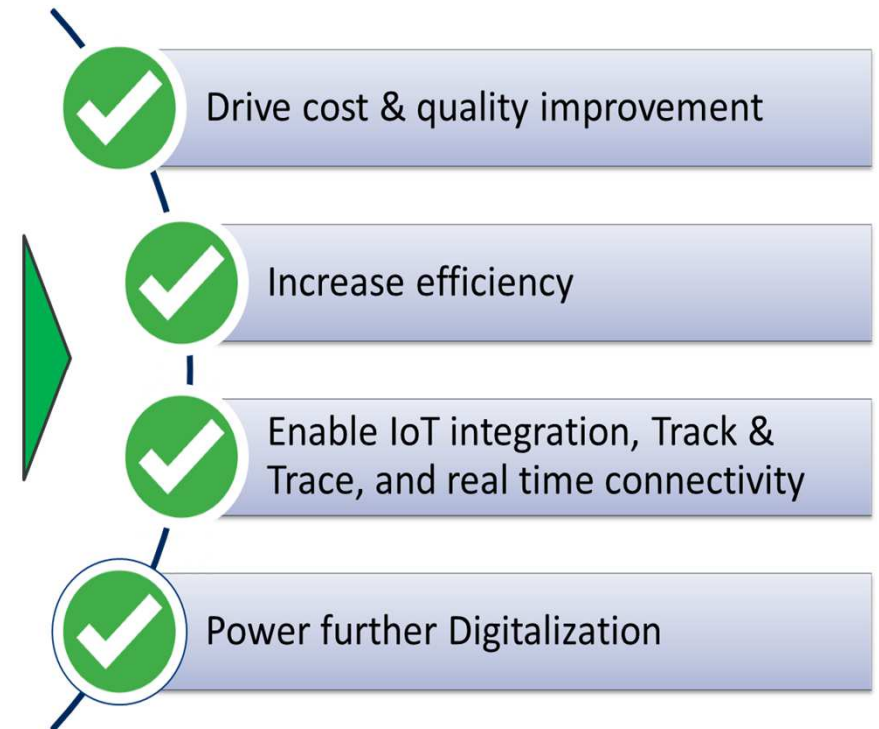 Drive cost & quality improvement
Increase efficiency
Enable IoT integration, Track &
Trace, and real time connectivity
Power further Digitalization